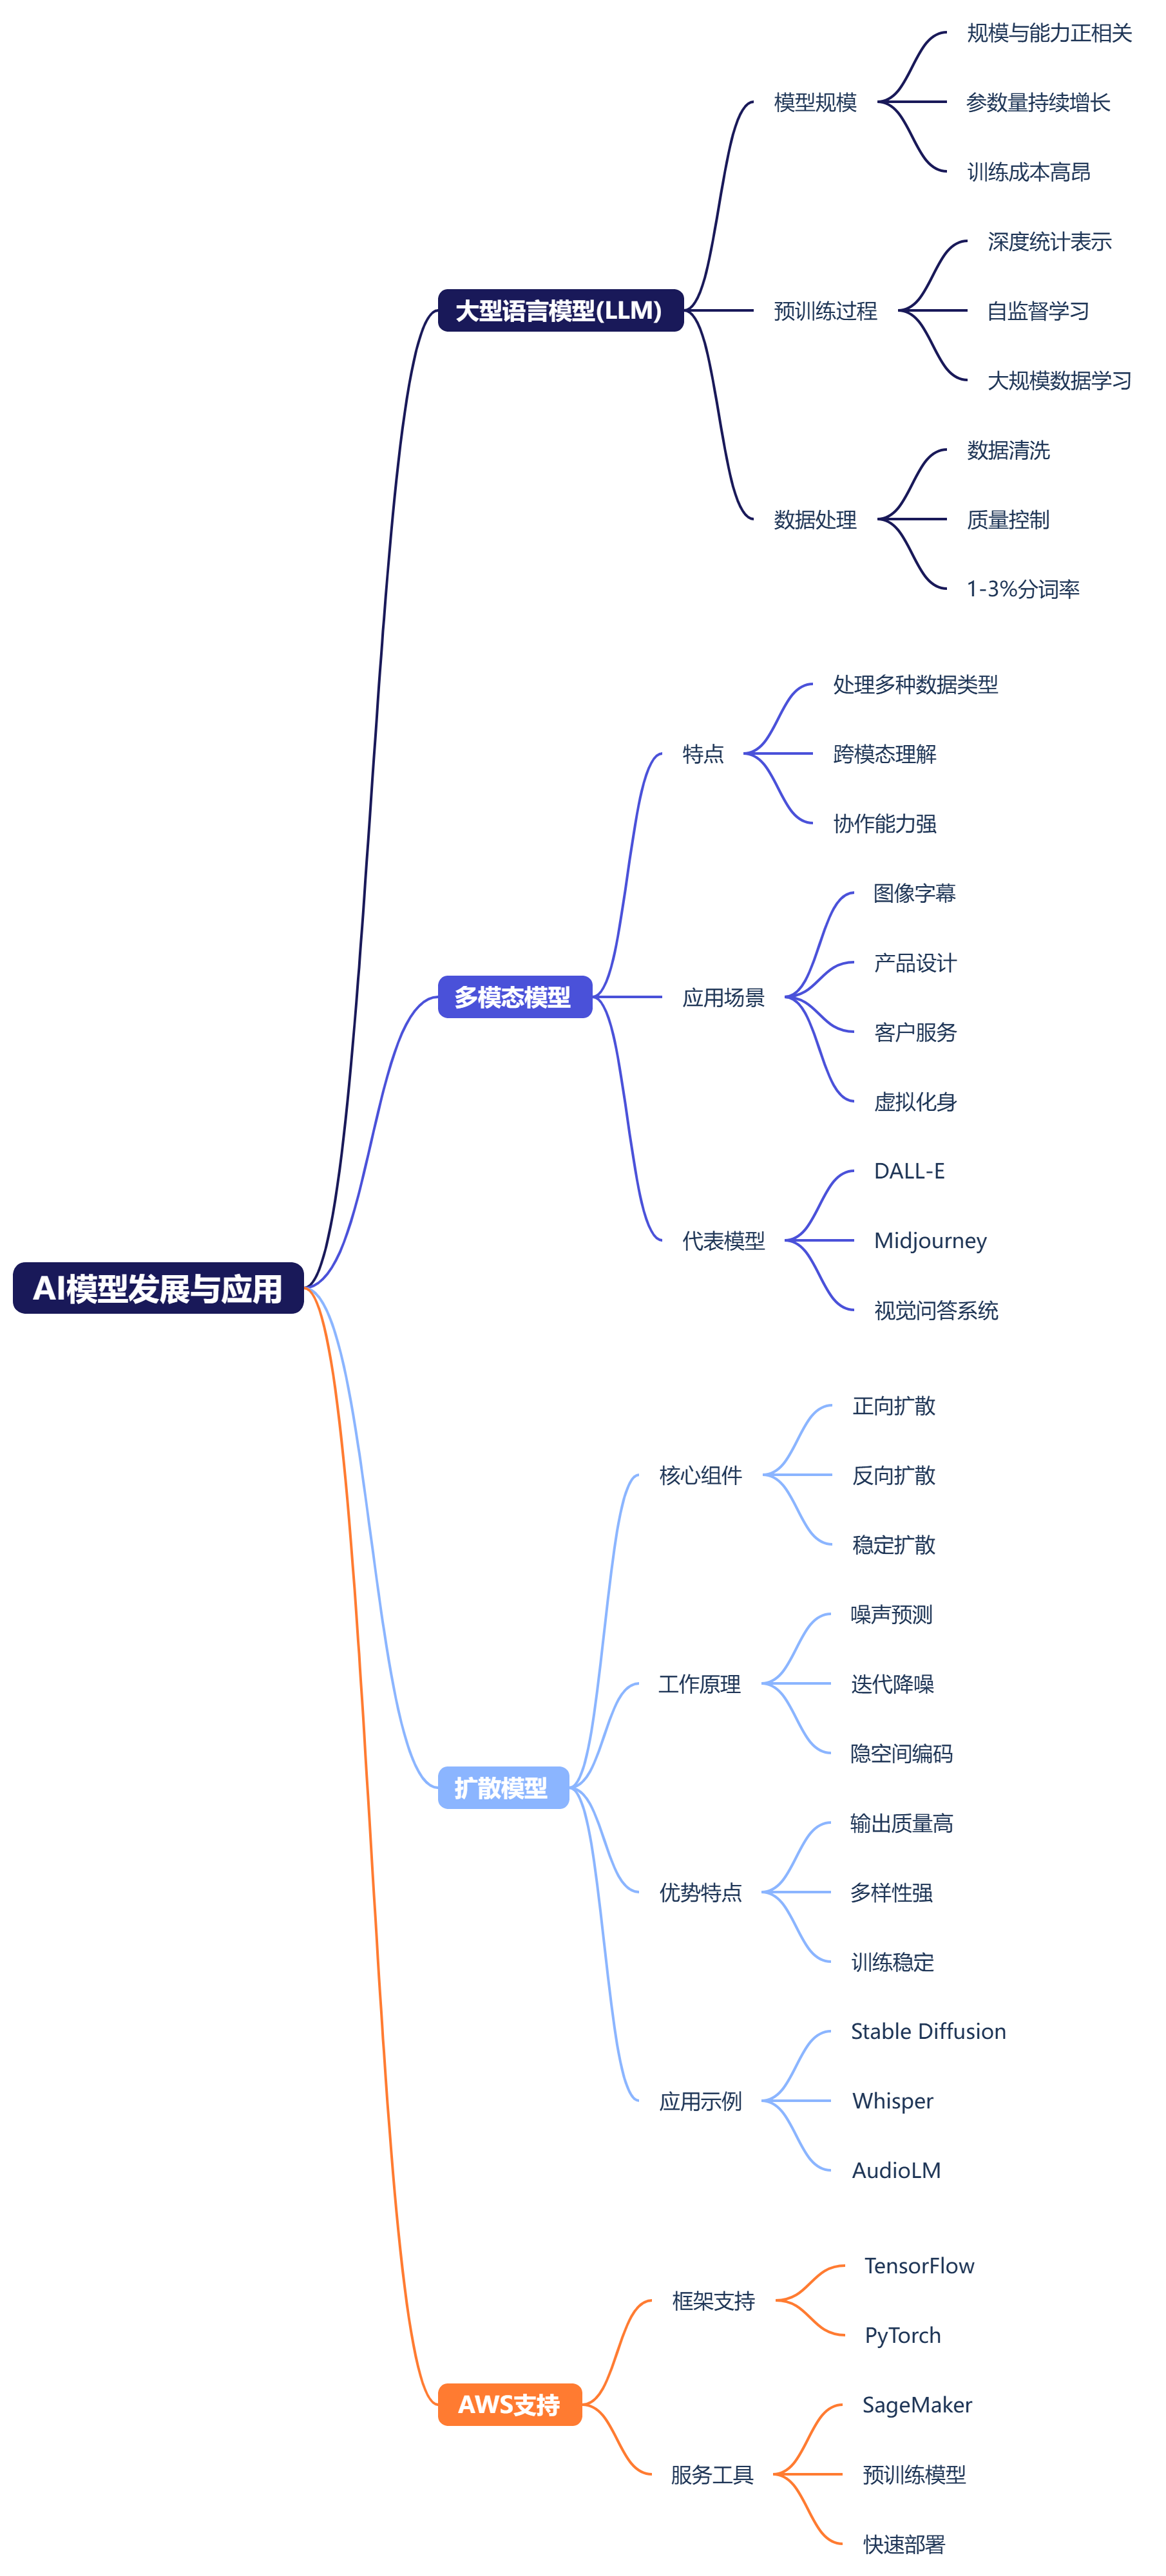 AI模型发展与应用
大型语言模型(LLM)
模型规模
规模与能力正相关
参数量持续增长
训练成本高昂
预训练过程
深度统计表示
自监督学习
大规模数据学习
数据处理
数据清洗
质量控制
1-3%分词率
多模态模型
特点
处理多种数据类型
跨模态理解
协作能力强
应用场景
图像字幕
产品设计
客户服务
虚拟化身
代表模型
DALL-E
Midjourney
视觉问答系统
扩散模型
核心组件
正向扩散
反向扩散
稳定扩散
工作原理
噪声预测
迭代降噪
隐空间编码
优势特点
输出质量高
多样性强
训练稳定
应用示例
Stable Diffusion
Whisper
AudioLM
AWS支持
框架支持
TensorFlow
PyTorch
服务工具
SageMaker
预训练模型
快速部署